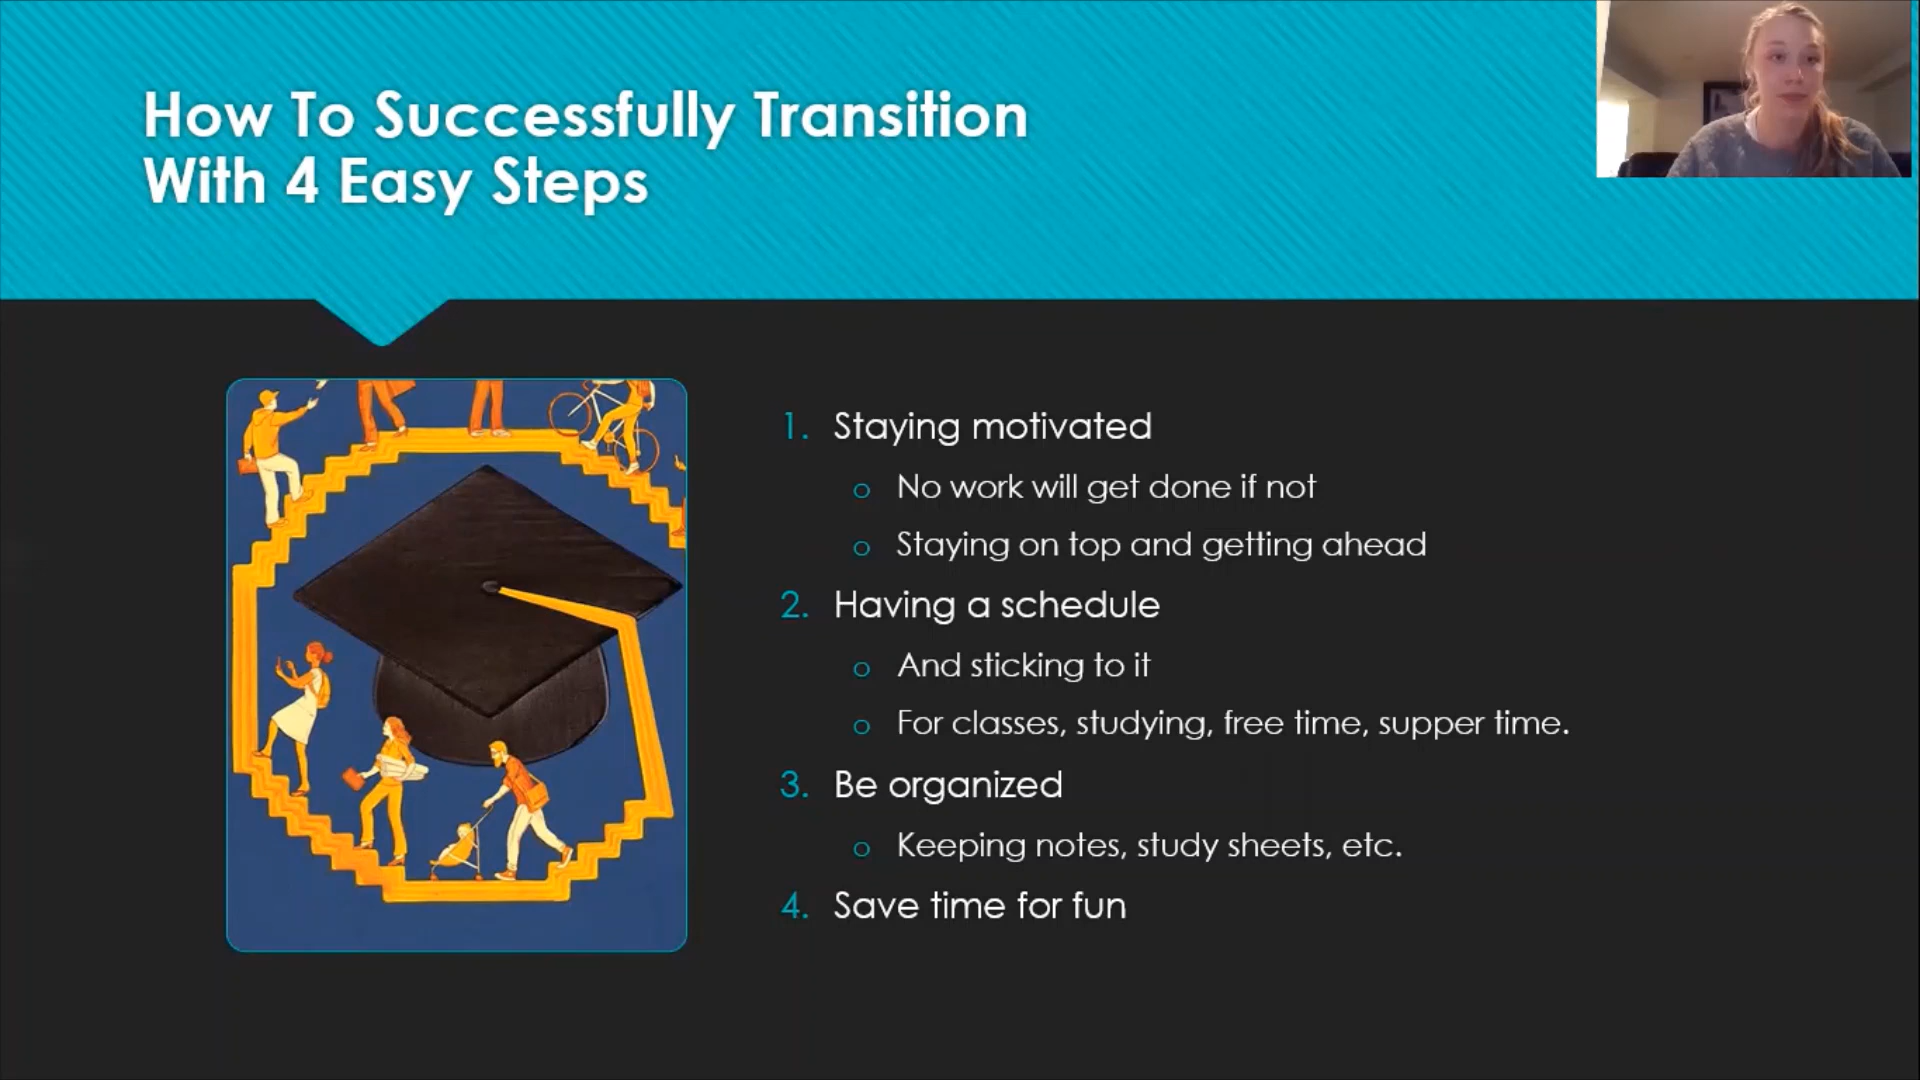 How To Successfully Transition
With 4 Easy Steps
1. Staying motivated
o No work will get done if not
o Staying on top and getting ahead
2. Having a schedule
o And sticking to it
o For classes, studying, free time, supper time.
3. Be organized
o Keeping notes, study sheets, etc.
4. Save time for fun